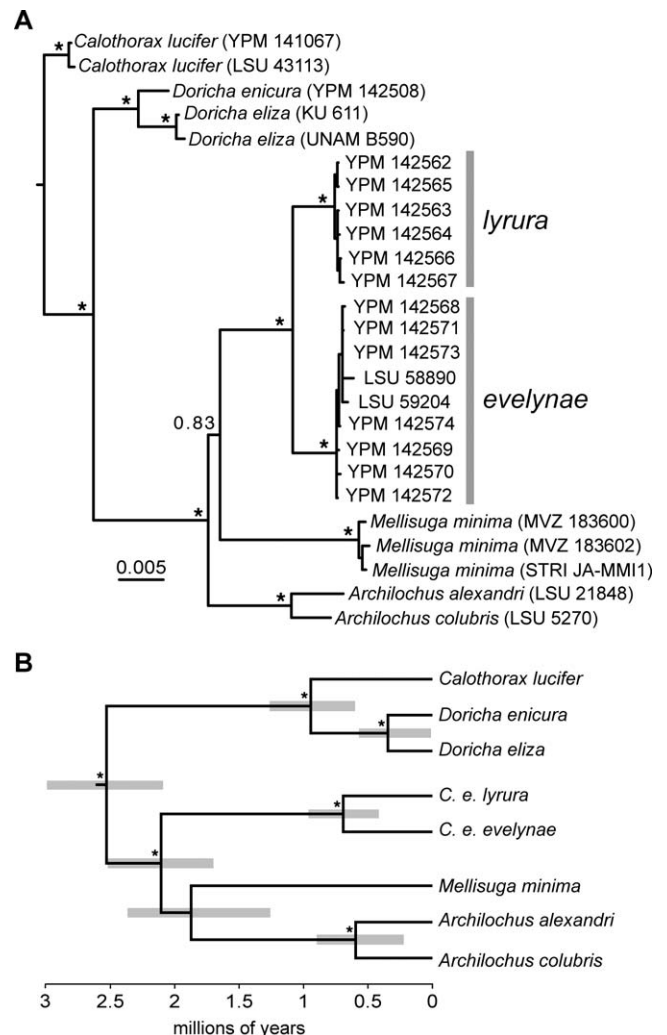 A
* Calothorax lucifer (YPM 141067)
Calothorax lucifer (LSU 43113)
* Doricha enicura (YPM 142508)
* Doricha eliza (KU 611)
Doricha eliza (UNAM B590)
YPM 142562
* YPM 142565
YPM 142563
YPM 142564
lyrura
YPM 142566
YPM 142567
YPM 142568
* * YPM 142571
YPM 142573
LSU 58890
evelynae
LSU 59204
0.83 YPM 142574
* YPM 142569
YPM 142570
YPM 142572
* * Mellisuga minima (MVZ 183600)
Mellisuga minima (MVZ 183602)
0.005
Mellisuga minima (STRI JA-MMI1)
* Archilochus alexandri (LSU 21848)
Archilochus colubris (LSU 5270)
B
* Calothorax lucifer
* Doricha enicura
Doricha eliza
*
* C. e. lyrura
C. e. evelynae
*
Mellisuga minima
* Archilochus alexandri
Archilochus colubris
3 2.5 2 1.5 1 0.5 0
millions of years